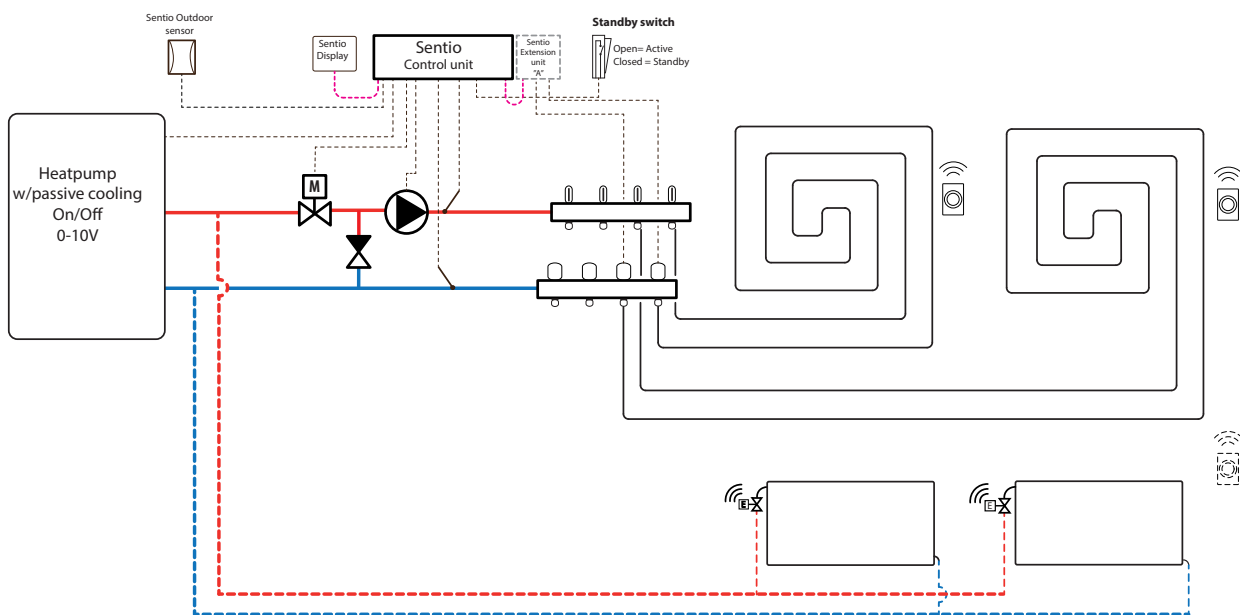 Sentio Outdoor
sensor
Sentio
Display
Sentio
Control unit
Sentio
Extension
unit
"A"
Standby switch
Open= Active
Closed = Standby
Heatpump
w/passive cooling
On/Off
0-10V
M
E
E